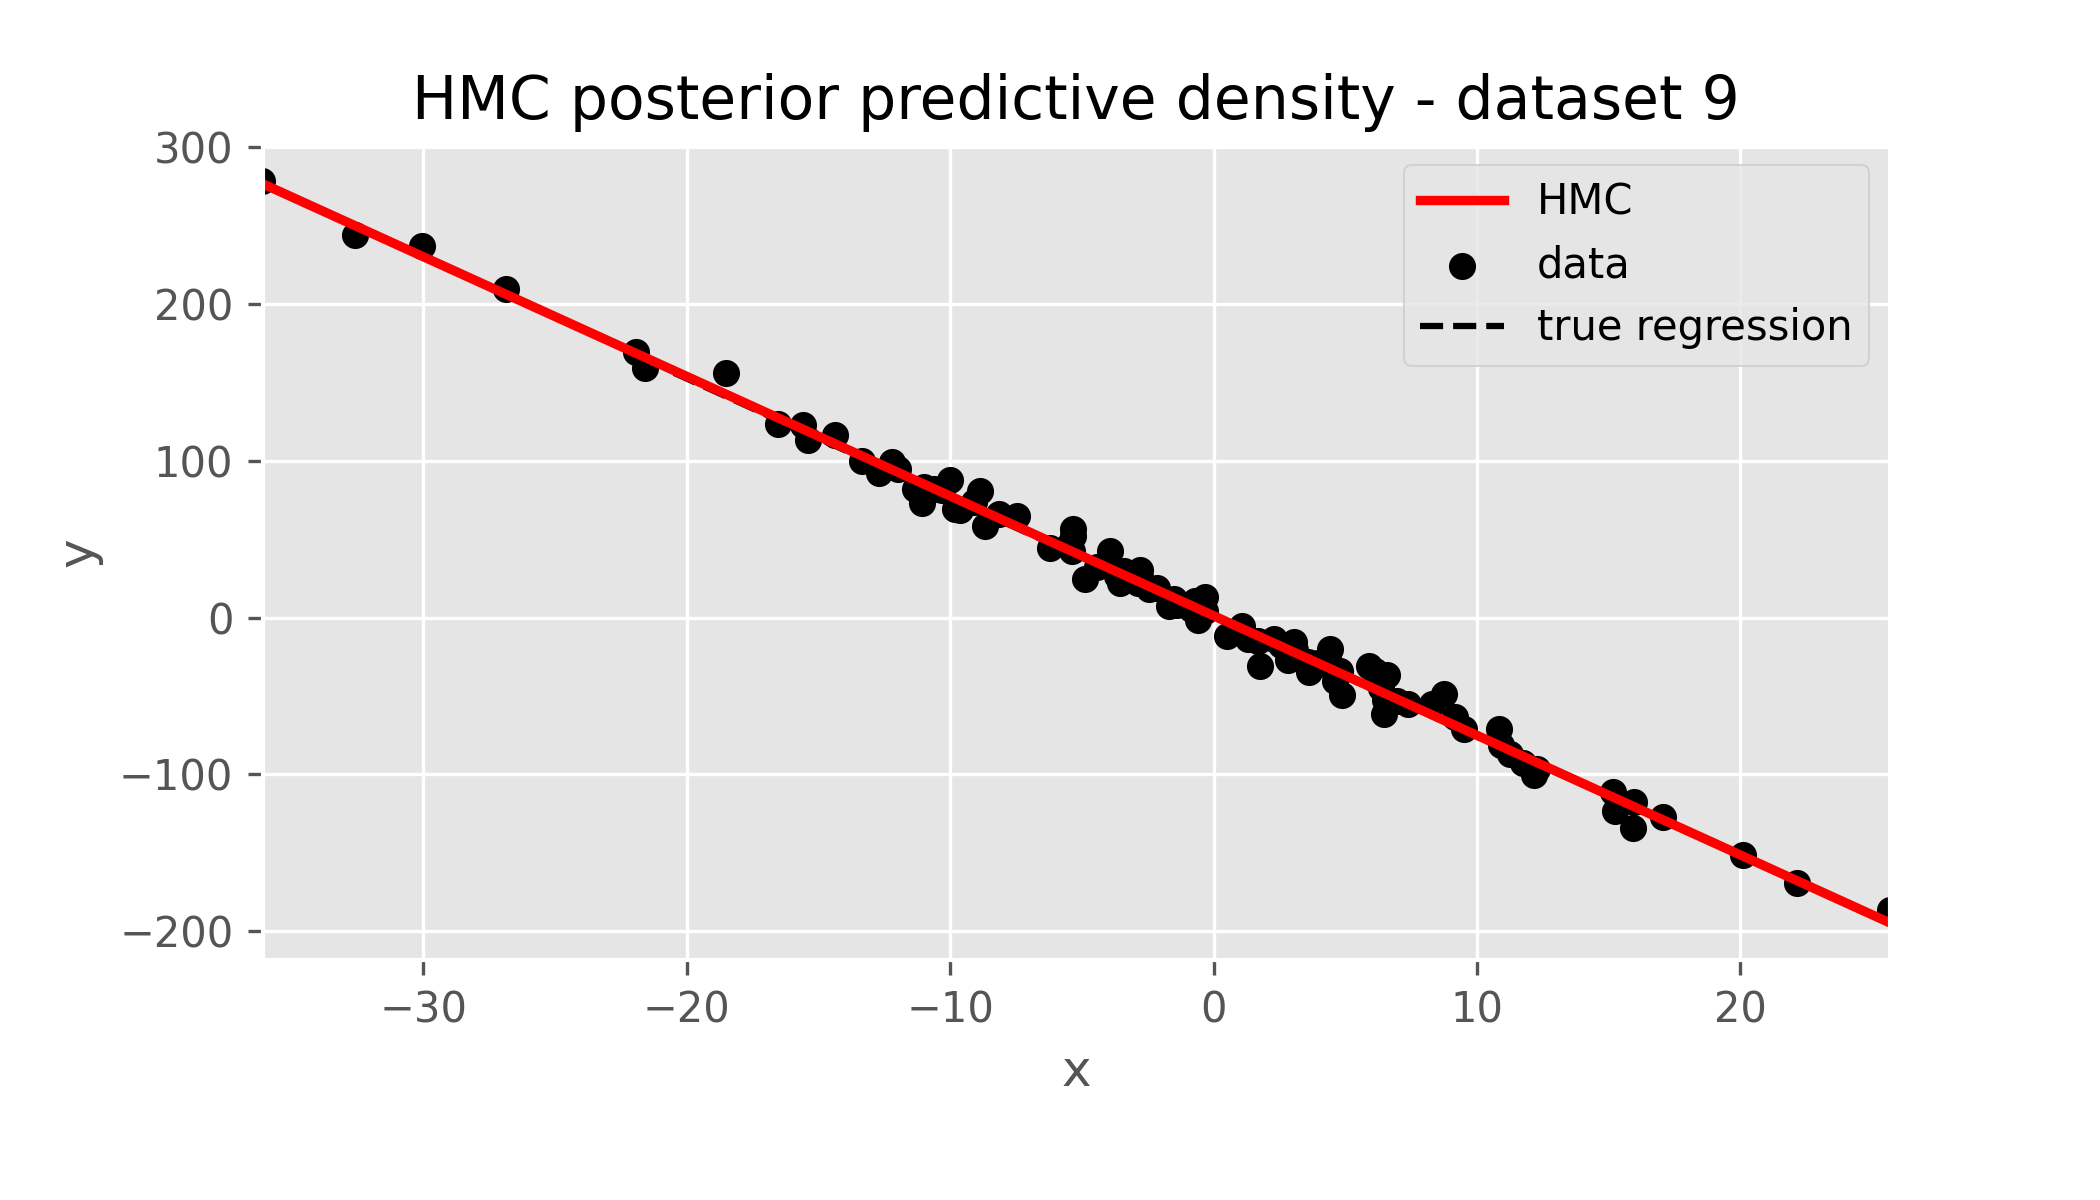 HMC posterior predictive density - dataset 9
300
200
100
0
−100
−200
y
HMC
data
true regression
−30 −20 −10 0 10 20
x